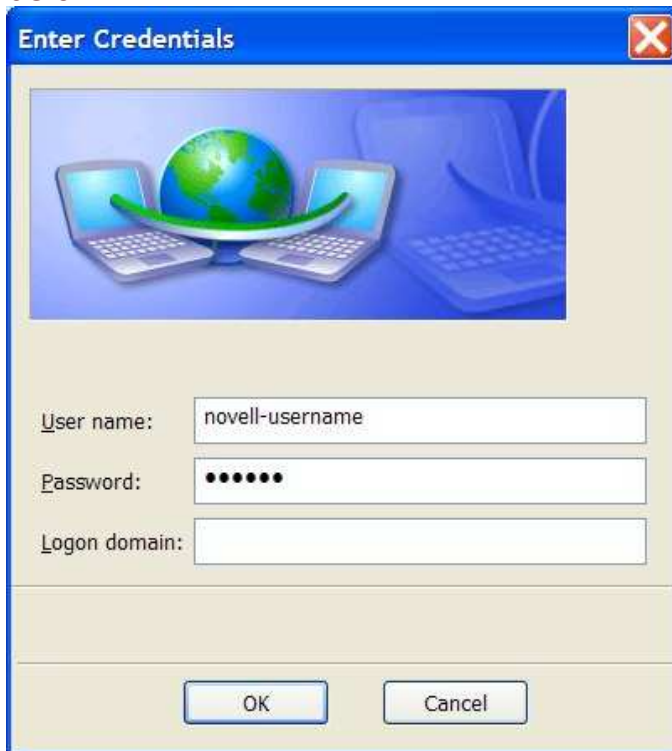 Enter Credentials
User name: novell-username
Password: ••••••
Logon domain:
OK Cancel